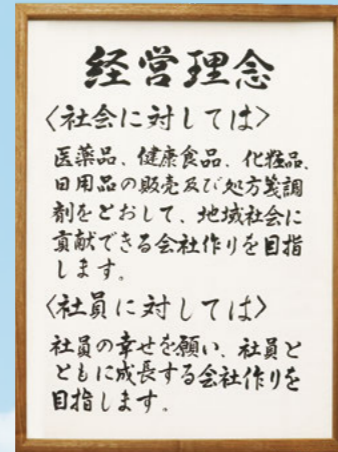 経営理念
〈社会に対しては〉
医薬品、健康食品、化粧品、
日用品の販売及び処方箋調
剤をとおして、地域社会に
貢献できる会社作りを目指
します。
〈社員に対しては〉
社員の幸せを願い、社員と
ともに成長する会社作りを
目指します。